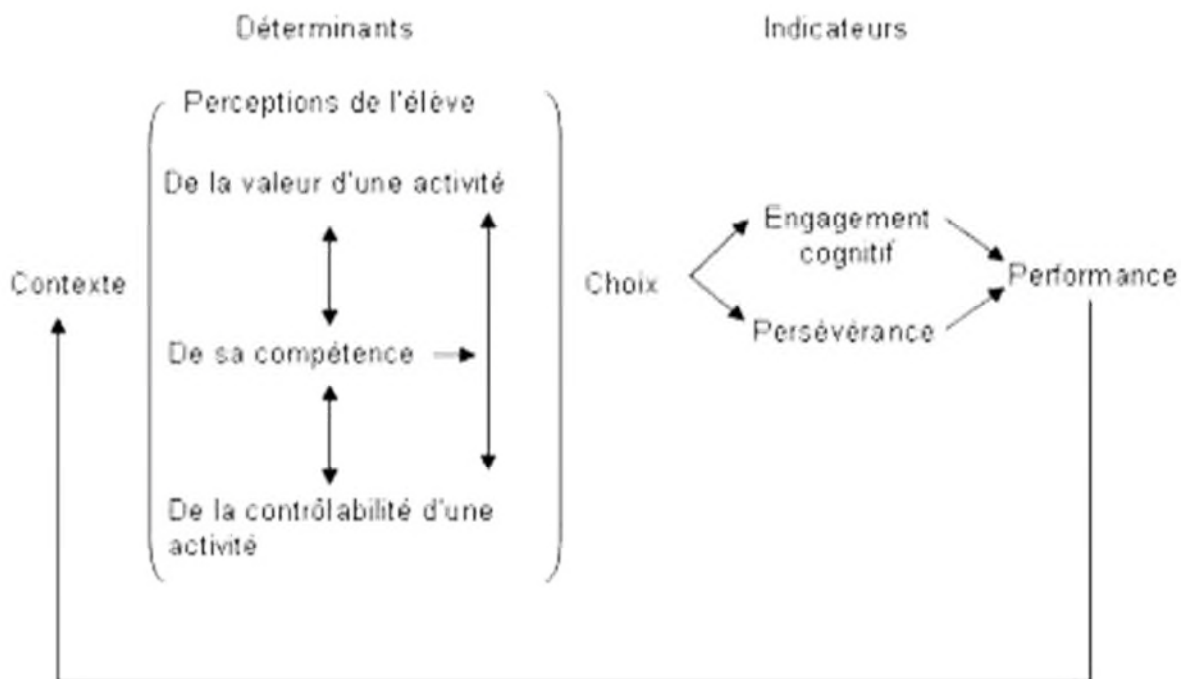 Déterminants
Indicateurs
Perceptions de l'élève
De la valeur d'une activité
Contexte
De sa compétence
De la contrôlabilité d'une
activité
Choix
Engagement
cognitif
Persévérance
Performance